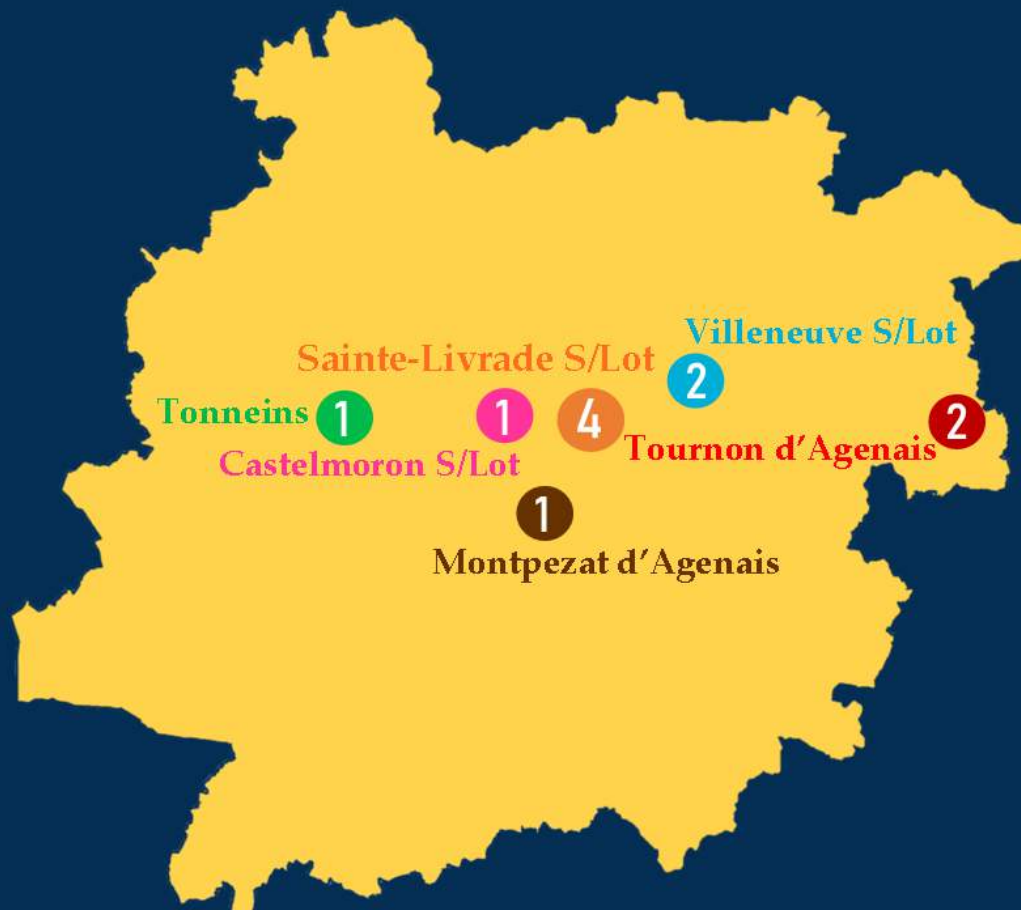 Villeneuve S/Lot
2
Sainte-Livrade S/Lot
4
Tonneins
1
1
Castelmoron S/Lot
Tournon d'Agenais
2
1
Montpezat d'Agenais